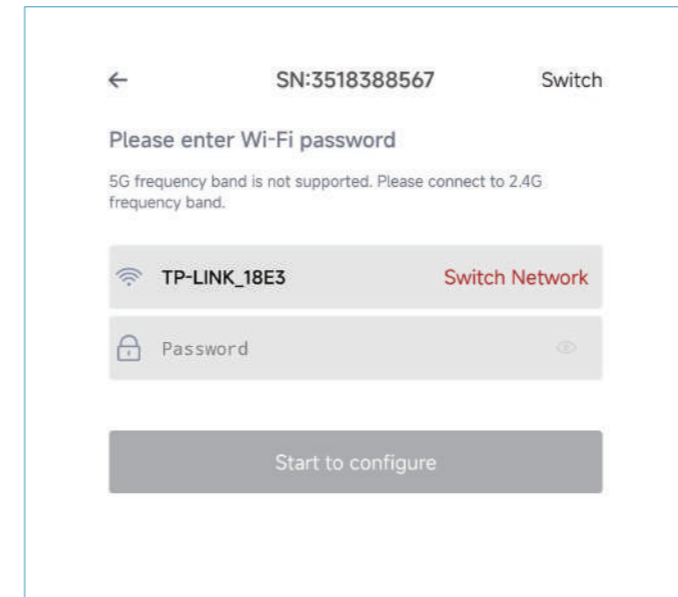 SN:3518388567 Switch
Please enter Wi-Fi password
5G frequency band is not supported. Please connect to 2.4G
frequency band.
TP-LINK_18E3 Switch Network
Password
Start to configure